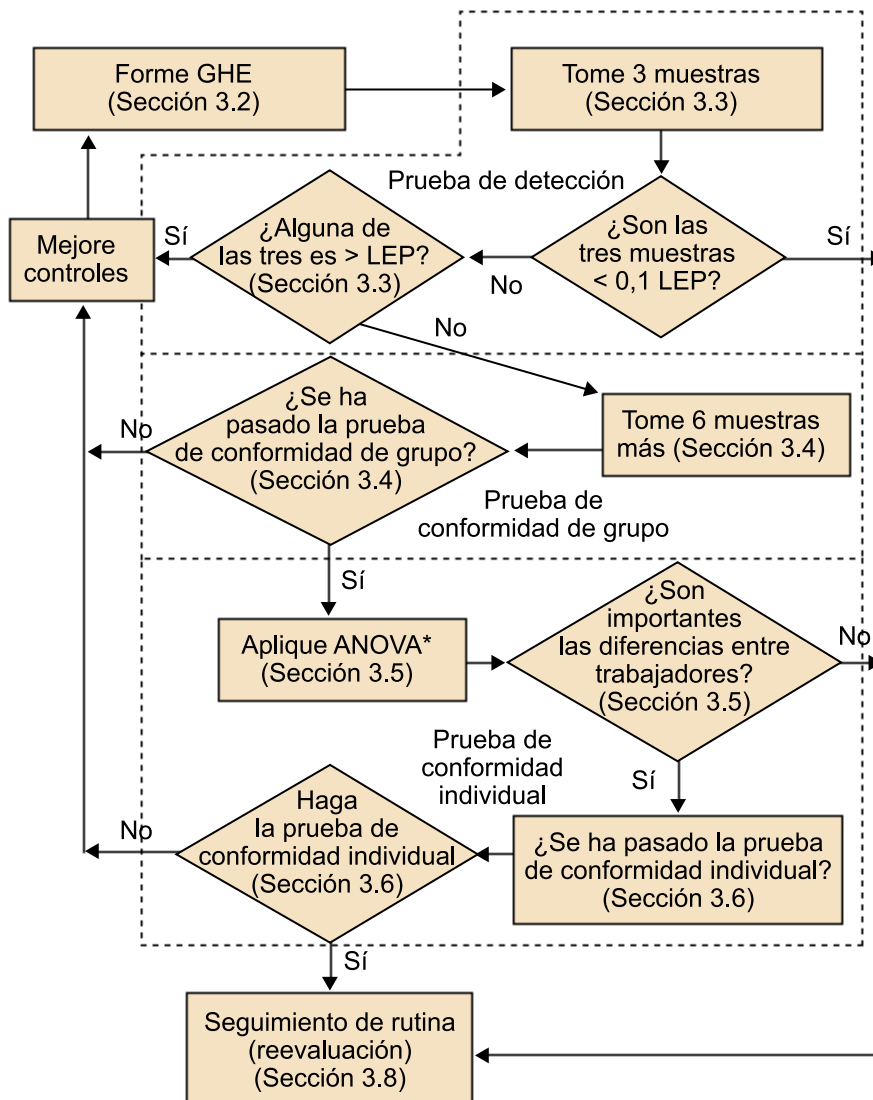 Forme GHE
(Sección 3.2)
Tome 3 muestras
(Sección 3.3)
Prueba de detección
¿Son las
tres muestras
< 0,1 LEP?
Sí
No
¿Alguna de
las tres es > LEP?
(Sección 3.3)
Sí
Mejore
controles
No
Tome 6 muestras
más (Sección 3.4)
¿Se ha
pasado la prueba
de conformidad de grupo?
(Sección 3.4)
No
Prueba de
conformidad de grupo
Sí
Aplique ANOVA*
(Sección 3.5)
¿Son
importantes
las diferencias entre
trabajadores?
(Sección 3.5)
No
Sí
Prueba de
conformidad
individual
¿Se ha pasado la prueba
de conformidad individual?
(Sección 3.6)
Haga
la prueba de
conformidad individual
(Sección 3.6)
No
Sí
Seguimiento de rutina
(reevaluación)
(Sección 3.8)